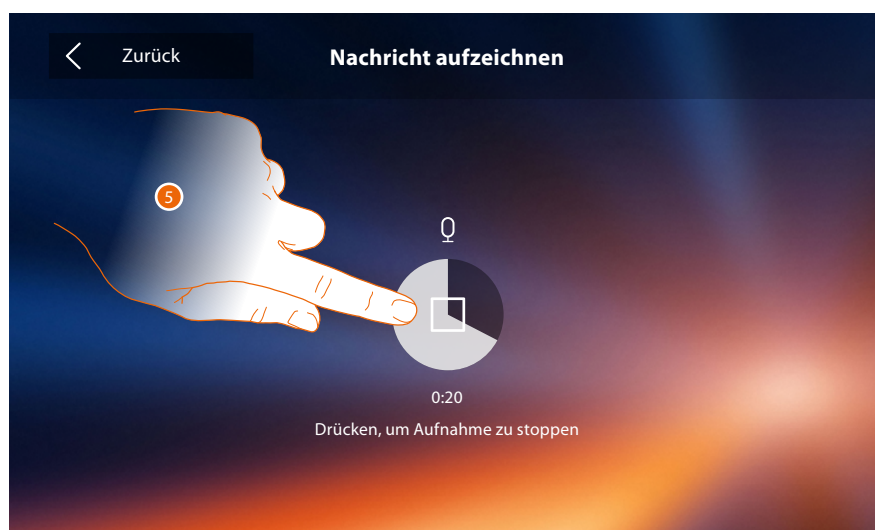 Zurück
Nachricht aufzeichnen
5
0:20
Drücken, um Aufnahme zu stoppen